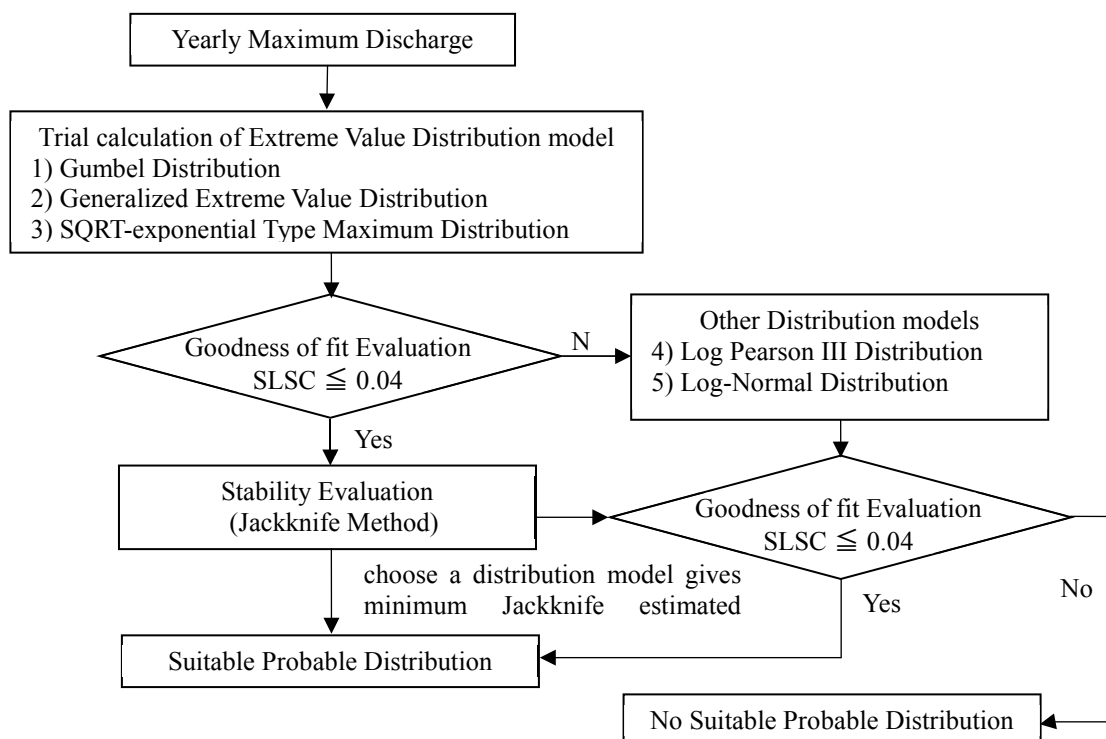 Yearly Maximum Discharge
Trial calculation of Extreme Value Distribution model
1) Gumbel Distribution
2) Generalized Extreme Value Distribution
3) SQRT-exponential Type Maximum Distribution
Goodness of fit Evaluation
SLSC ≦ 0.04
N
Other Distribution models
4) Log Pearson III Distribution
5) Log-Normal Distribution
Yes
Stability Evaluation
(Jackknife Method)
Goodness of fit Evaluation
SLSC ≦ 0.04
choose a distribution model gives
minimum Jackknife estimated
Yes
No
Suitable Probable Distribution
No Suitable Probable Distribution